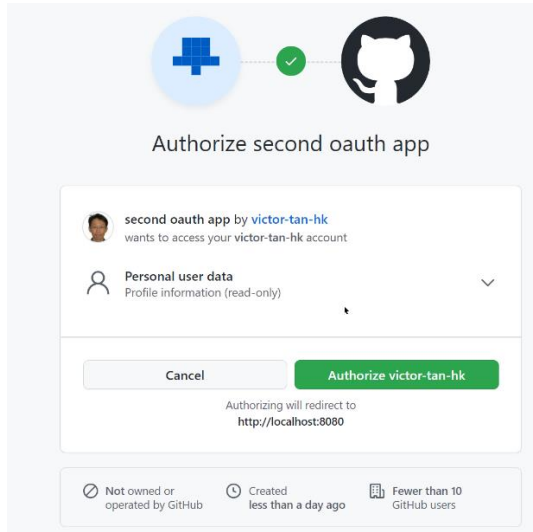 Authorize second oauth app
second oauth app by victor-tan-hk
wants to access your victor-tan-hk account
Personal user data
Profile information (read-only)
Cancel
Authorize victor-tan-hk
Authorizing will redirect to
http://localhost:8080
Not owned or
operated by GitHub
Created
less than a day ago
Fewer than 10
GitHub users